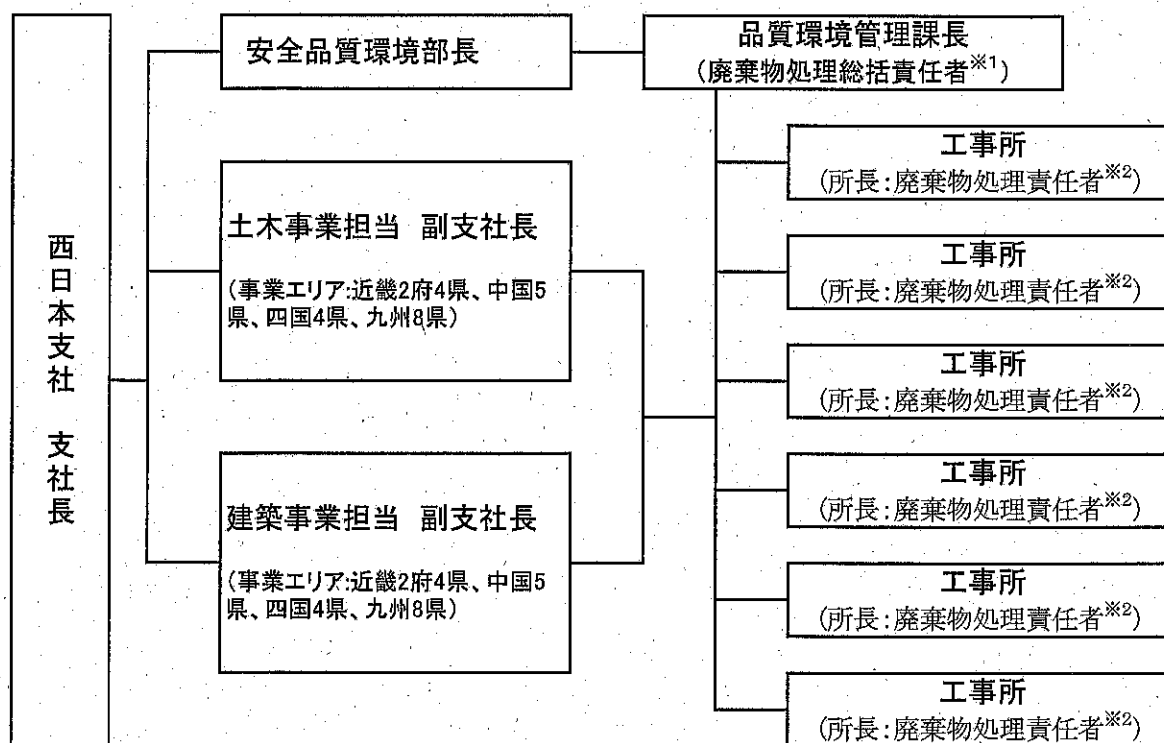 西日本支社　支社長
安全品質環境部長
品質環境管理課長
(廃棄物処理総括責任者※1)
土木事業担当　副支社長
(事業エリア:近畿2府4県、中国5
県、四国4県、九州8県)
建築事業担当　副支社長
(事業エリア:近畿2府4県、中国5
県、四国4県、九州8県)
工事所
(所長:廃棄物処理責任者※2)
工事所
(所長:廃棄物処理責任者※2)
工事所
(所長:廃棄物処理責任者※2)
工事所
(所長:廃棄物処理責任者※2)
工事所
(所長:廃棄物処理責任者※2)
工事所
(所長:廃棄物処理責任者※2)